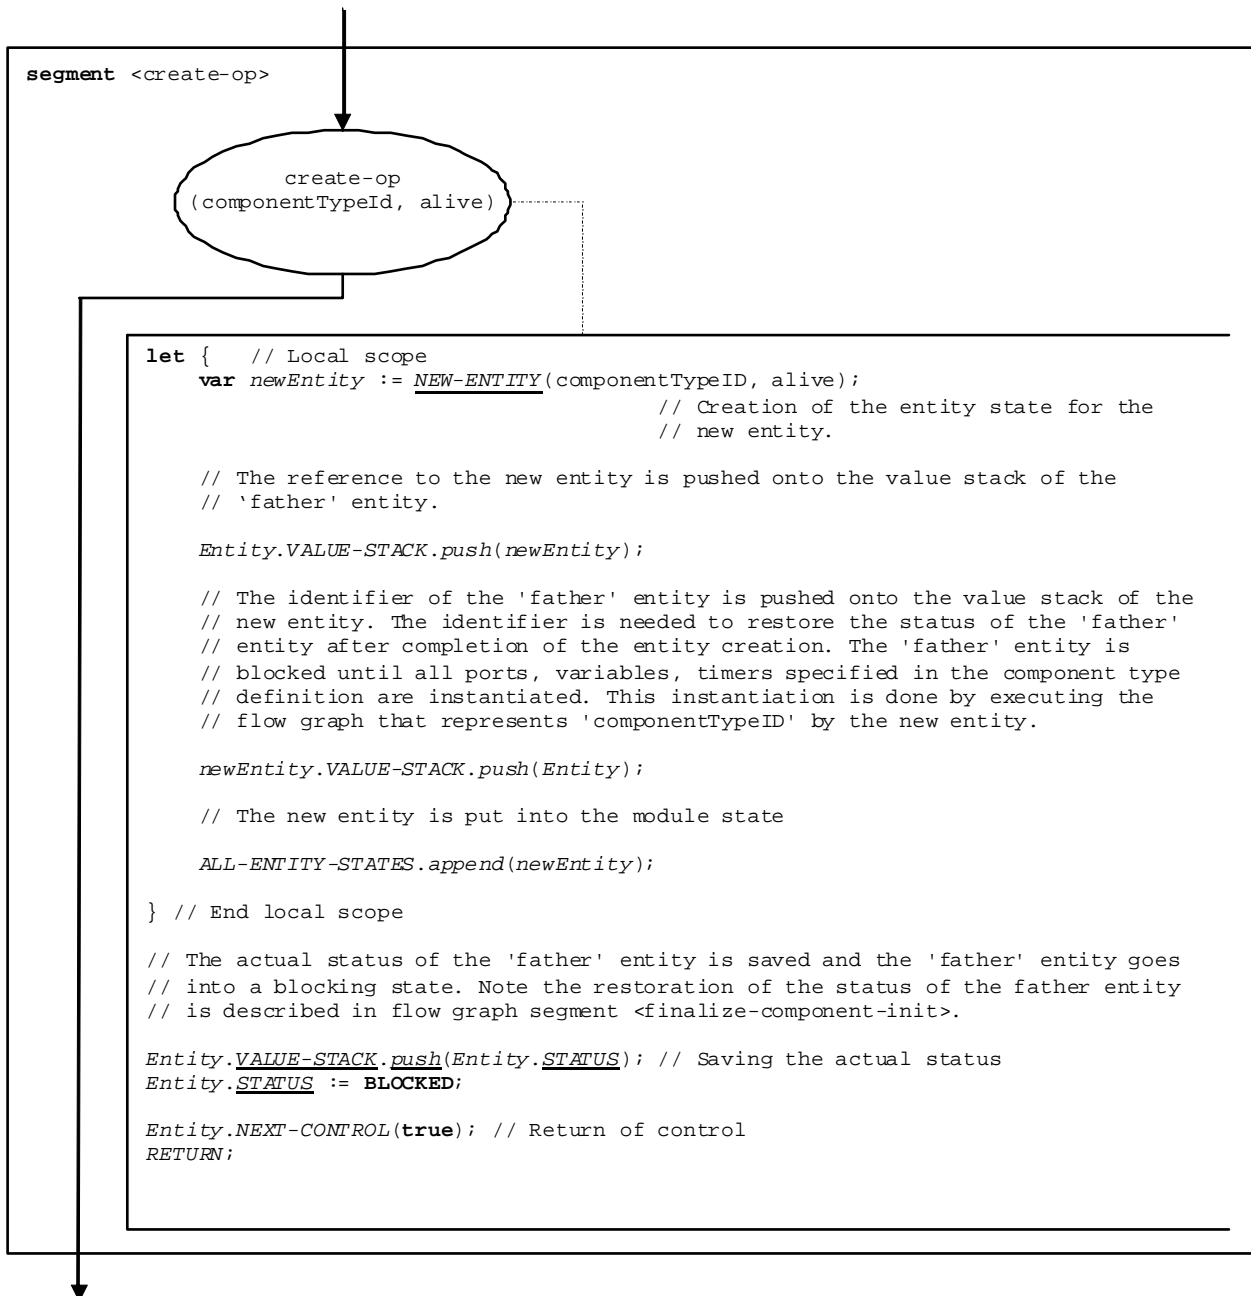 segment <create-op>
create-op
(componentTypeId, alive)
let {   // Local scope
var newEntity := NEW-ENTITY(componentTypeID, alive);
// Creation of the entity state for the
// new entity.
// The reference to the new entity is pushed onto the value stack of the
// ‘father' entity.
Entity.VALUE-STACK.push(newEntity);
// The identifier of the 'father' entity is pushed onto the value stack of the
// new entity. The identifier is needed to restore the status of the 'father'
// entity after completion of the entity creation. The 'father' entity is
// blocked until all ports, variables, timers specified in the component type
// definition are instantiated. This instantiation is done by executing the
// flow graph that represents 'componentTypeID' by the new entity.
newEntity.VALUE-STACK.push(Entity);
// The new entity is put into the module state
ALL-ENTITY-STATES.append(newEntity);
} // End local scope
// The actual status of the 'father' entity is saved and the 'father' entity goes
// into a blocking state. Note the restoration of the status of the father entity
// is described in flow graph segment <finalize-component-init>.
Entity.VALUE-STACK.push(Entity.STATUS); // Saving the actual status
Entity.STATUS := BLOCKED;
Entity.NEXT-CONTROL(true); // Return of control
RETURN;